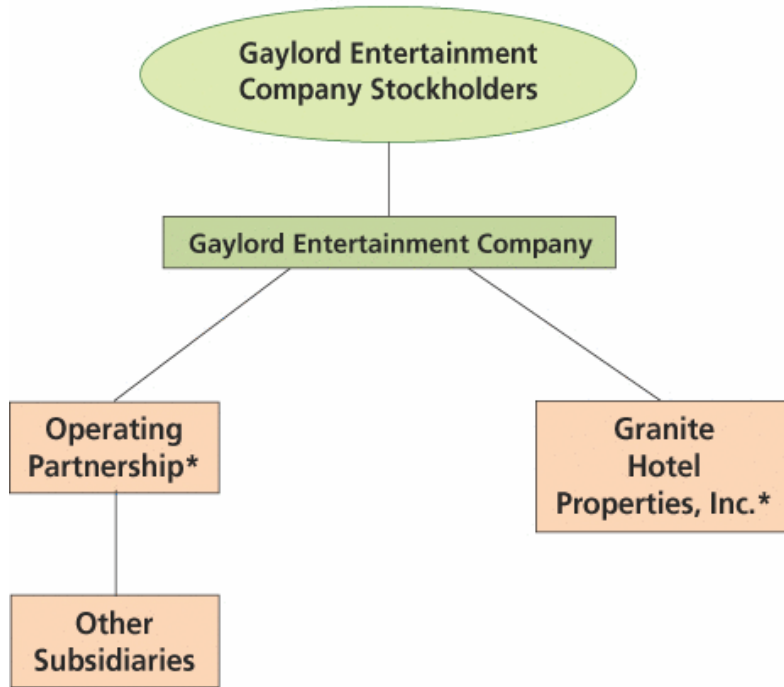 Gaylord Entertainment
Company Stockholders
Gaylord Entertainment Company
Operating
Partnership*
Granite
Hotel
Properties, Inc.*
Other
Subsidiaries